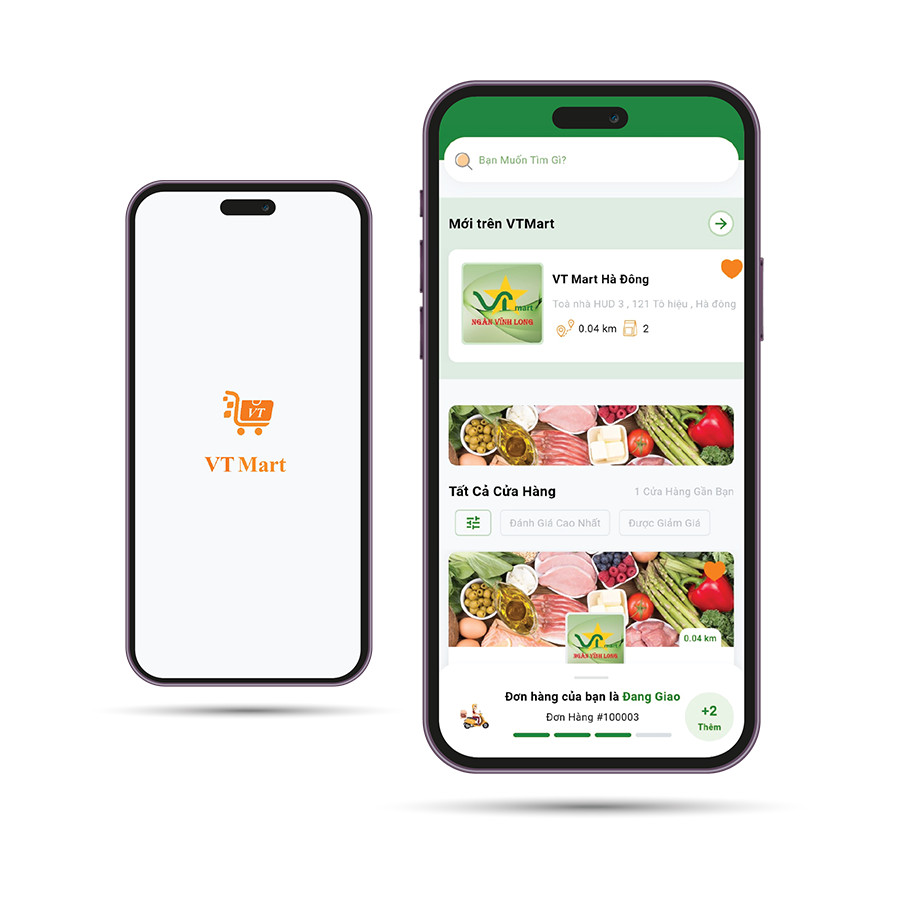 VT
VT Mart
Bạn Muốn Tìm Gì?
Mới trên VTMart
VT Mart Hà Đông
Toà nhà HUD 3 , 121 Tô hiệu , Hà đông
0.04 km
2
VT mart
NGÂN VĨNH LONG
Tất Cả Cửa Hàng
1 Cửa Hàng Gần Bạn
Đánh Giá Cao Nhất
Được Giảm Giá
0.04 km
VT mart
NGÂN VĨNH LONG
Đơn hàng của bạn là Đang Giao
Đơn Hàng #100003
+2
Thêm